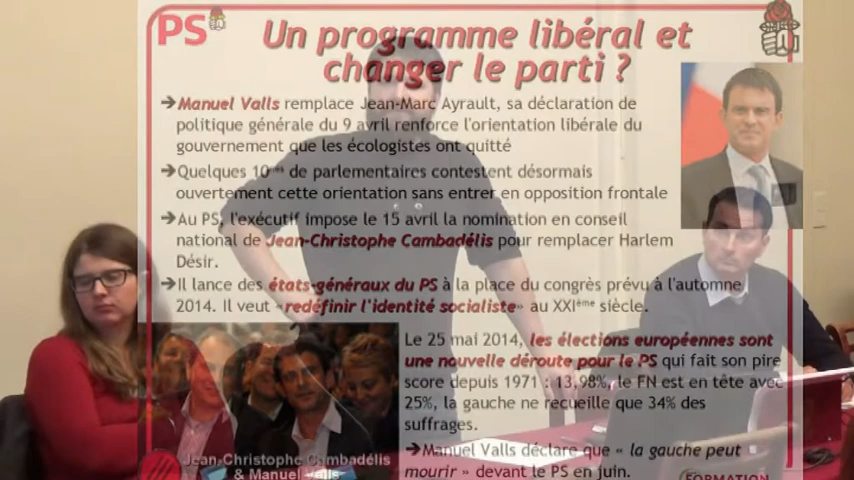 PS
Un programme libéral et
changer le parti ?
➔Manuel Valls remplace Jean-Marc Ayrault, sa déclaration de
politique générale du 9 avril renforce l'orientation libérale du
gouvernement que les écologistes ont quitté
➔Quelques 10ᵉⁿᵉˢ de parlementaires contestent désormais
ouvertement cette orientation sans entrer en opposition frontale
➔Au PS, l'exécutif impose le 15 avril la nomination en conseil
national de Jean-Christophe Cambadélis pour remplacer Harlem
Désir.
➔Il lance des états-généraux du PS à la place du congrès prévu à l'automne
2014. Il veut «redéfinir l'identité socialiste» au XXIᵉᵐᵉ siècle.
Le 25 mai 2014, les élections européennes sont
une nouvelle déroute pour le PS qui fait son pire
score depuis 1971 : 13,98%, le FN est en tête avec
25%, la gauche ne recueille que 34% des
suffrages.
➔Manuel Valls déclare que « la gauche peut
mourir » devant le PS en juin.
Jean-Christophe Cambadélis
& Manuel Valls
FORMATION